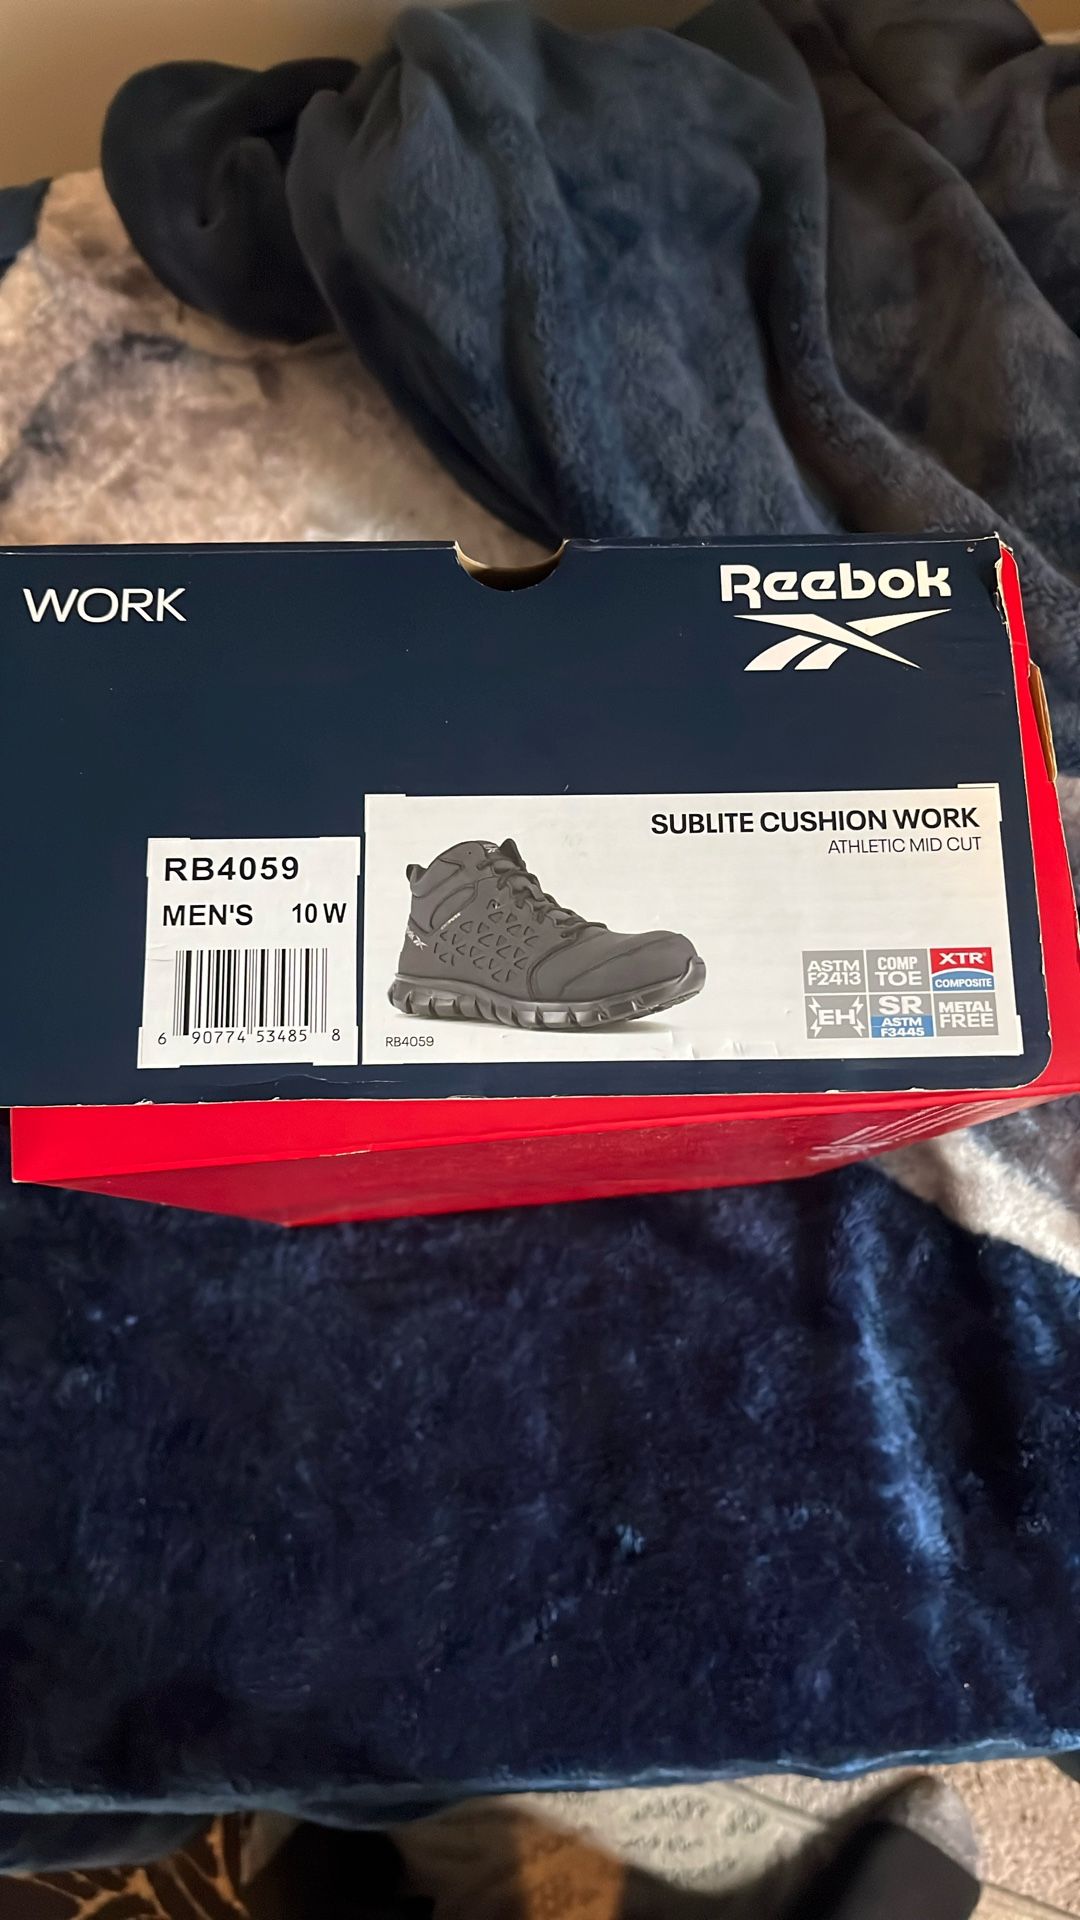 WORK
Reebok
SUBLITE CUSHION WORK
ATHLETIC MID CUT
RB4059
MEN'S 10 W
6 90774 53485 8
RB4059
ASTM
F2413
COMP
TOE
XTR®
COMPOSITE
EH
SR
ASTM
F3445
METAL
FREE